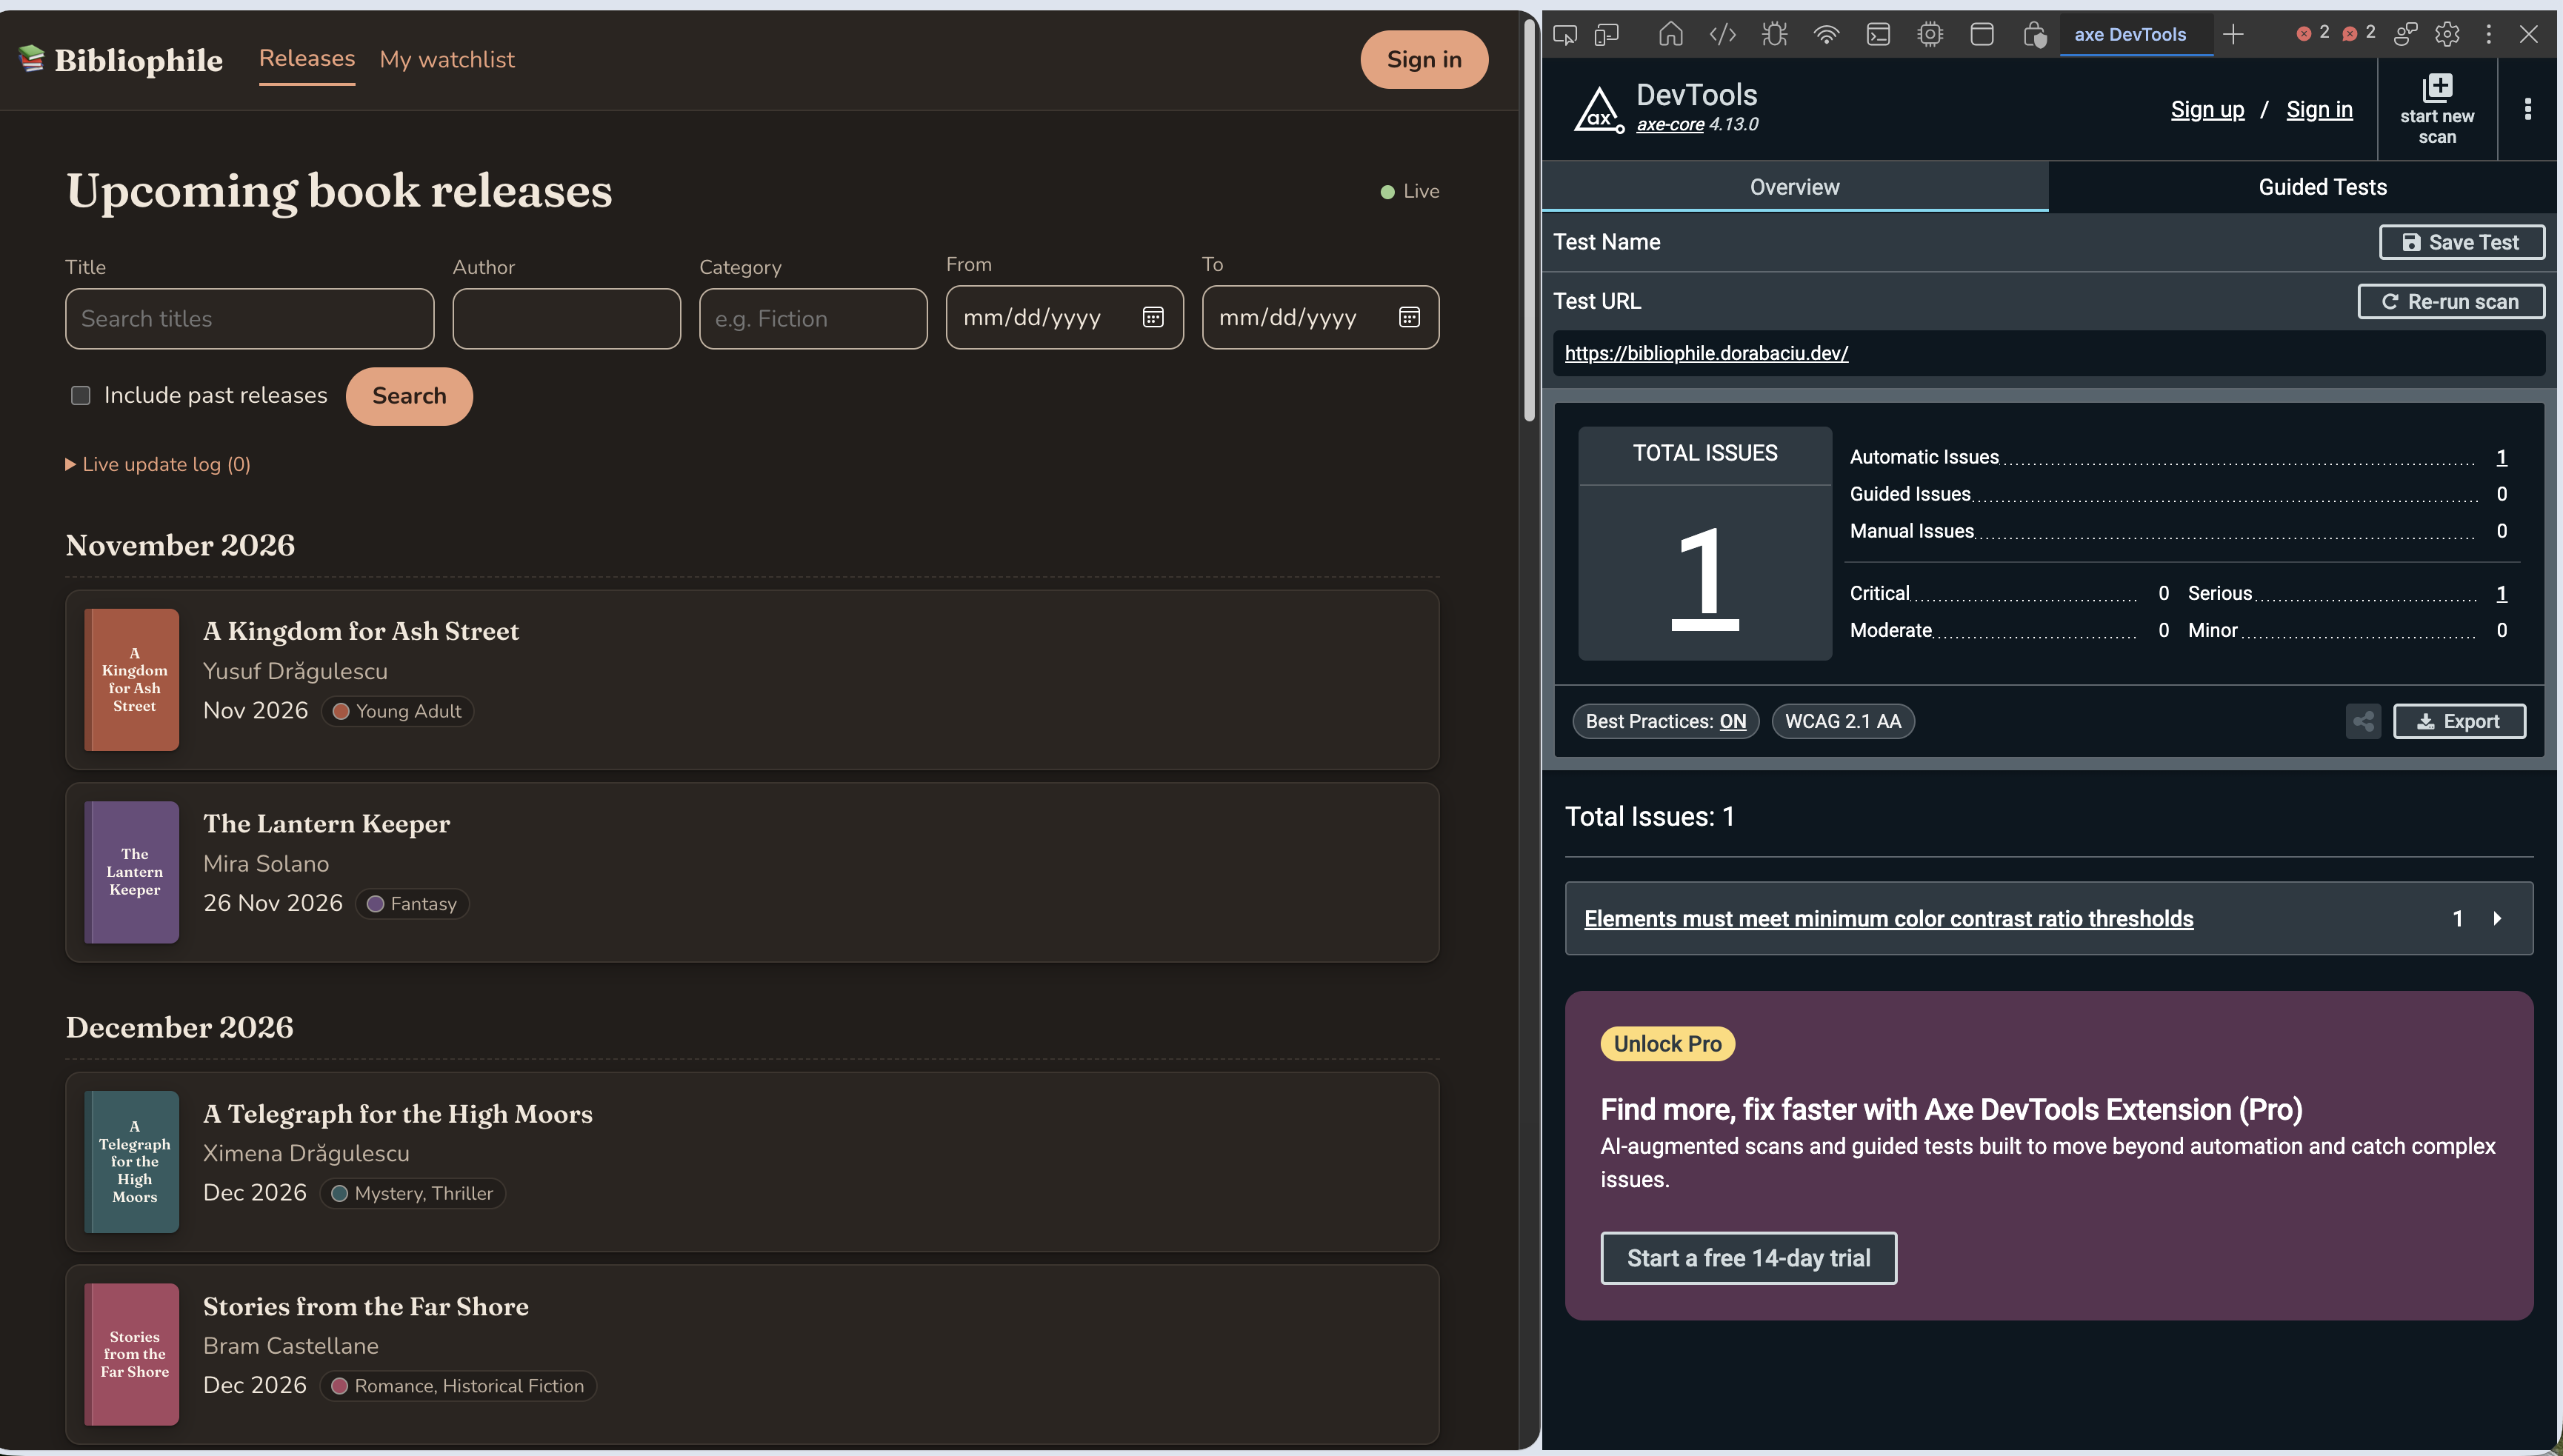 Bibliophile
Releases
My watchlist
Sign in
Upcoming book releases
Live
Title
Author
Category
From
To
Search titles
e.g. Fiction
mm/dd/yyyy
mm/dd/yyyy
Include past releases
Search
Live update log (0)
November 2026
A
Kingdom
for Ash
Street
A Kingdom for Ash Street
Yusuf Drăgulescu
Nov 2026
Young Adult
The
Lantern
Keeper
The Lantern Keeper
Mira Solano
26 Nov 2026
Fantasy
December 2026
A
Telegraph
for the
High
Moors
A Telegraph for the High Moors
Ximena Drăgulescu
Dec 2026
Mystery, Thriller
Stories
from the
Far Shore
Stories from the Far Shore
Bram Castellane
Dec 2026
Romance, Historical Fiction
axe DevTools
2
2
ax
DevTools
axe-core 4.13.0
Sign up / Sign in
start new
scan
Overview
Guided Tests
Test Name
Save Test
Test URL
Re-run scan
https://bibliophile.dorabaciu.dev/
TOTAL ISSUES
1
Automatic Issues 1
Guided Issues 0
Manual Issues 0
Critical 0 Serious 1
Moderate 0 Minor 0
Best Practices: ON
WCAG 2.1 AA
Export
Total Issues: 1
Elements must meet minimum color contrast ratio thresholds 1
Unlock Pro
Find more, fix faster with Axe DevTools Extension (Pro)
AI-augmented scans and guided tests built to move beyond automation and catch complex
issues.
Start a free 14-day trial